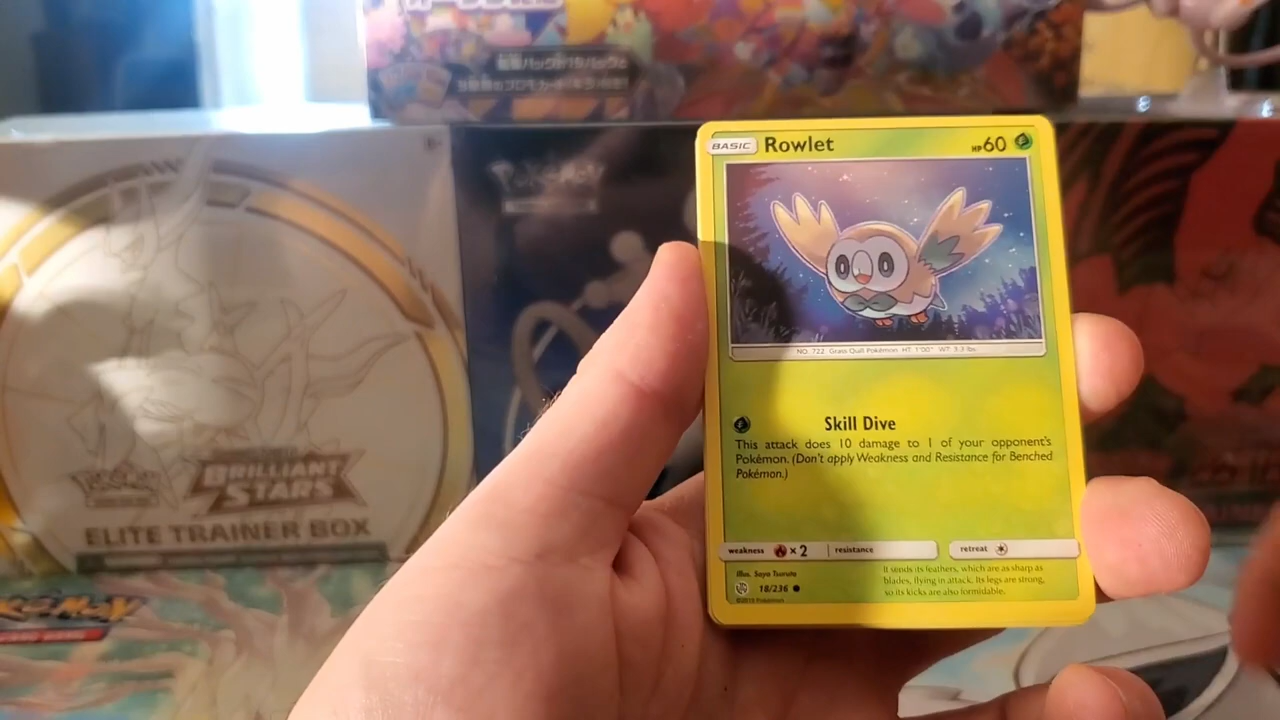 Pokémon
BRILLIANT
STARS
ELITE TRAINER BOX
BASIC
Rowlet
HP60
NO. 722 Grass Quill Pokémon HT. 1'00" WT. 3.3 lbs.
Skill Dive
This attack does 10 damage to 1 of your opponent's
Pokémon. (Don't apply Weakness and Resistance for Benched
Pokémon.)
weakness ×2 resistance retreat
Illus. Saya Tsuruta
18/236
©2019 Pokémon
It sends its feathers, which are as sharp as
blades, flying in attack. Its legs are strong,
so its kicks are also formidable.